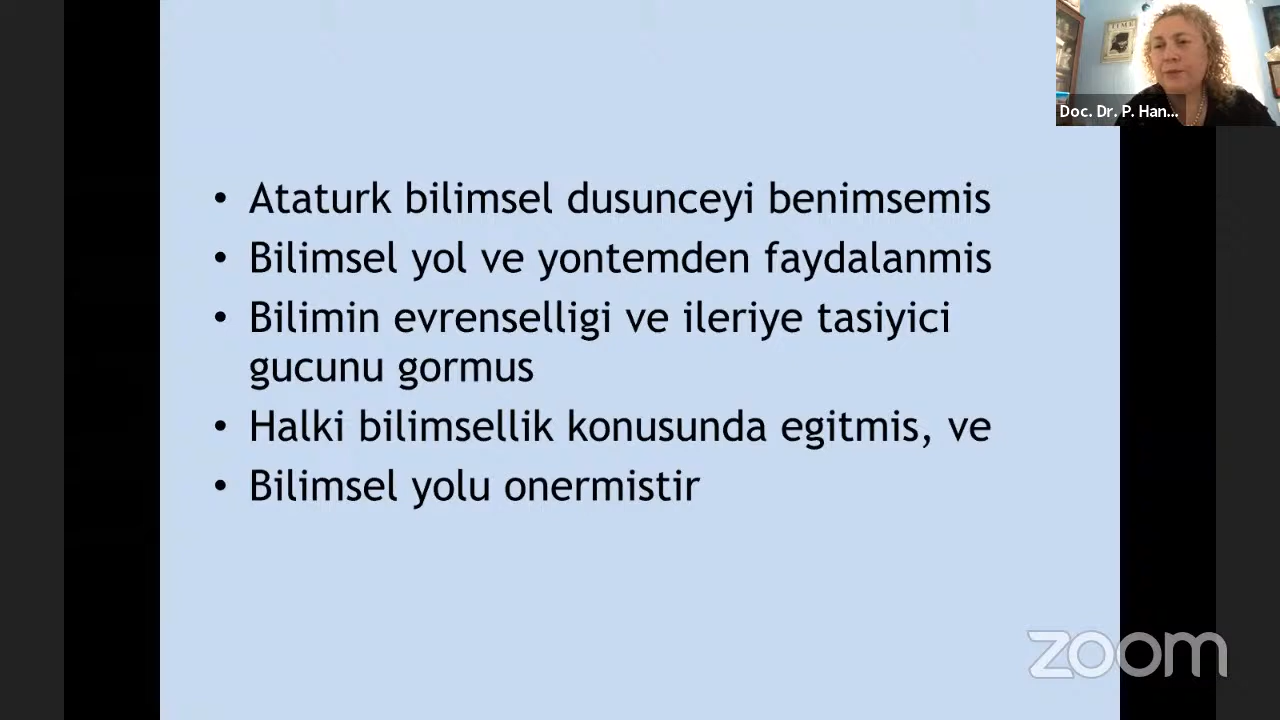 TIME
Doc. Dr. P. Han...
• Ataturk bilimsel dusunceyi benimsemis
• Bilimsel yol ve yontemden faydalanmis
• Bilimin evrenselligi ve ileriye tasiyici
gucunu gormus
• Halki bilimsellik konusunda egitmis, ve
• Bilimsel yolu onermistir
zoom